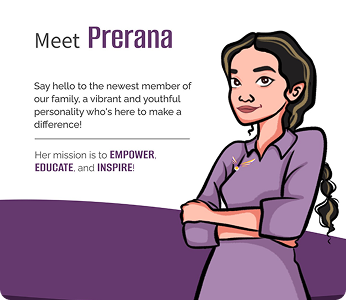 Meet Prerana
Say hello to the newest member of
our family, a vibrant and youthful
personality who's here to make a
difference!
Her mission is to EMPOWER,
EDUCATE, and INSPIRE!